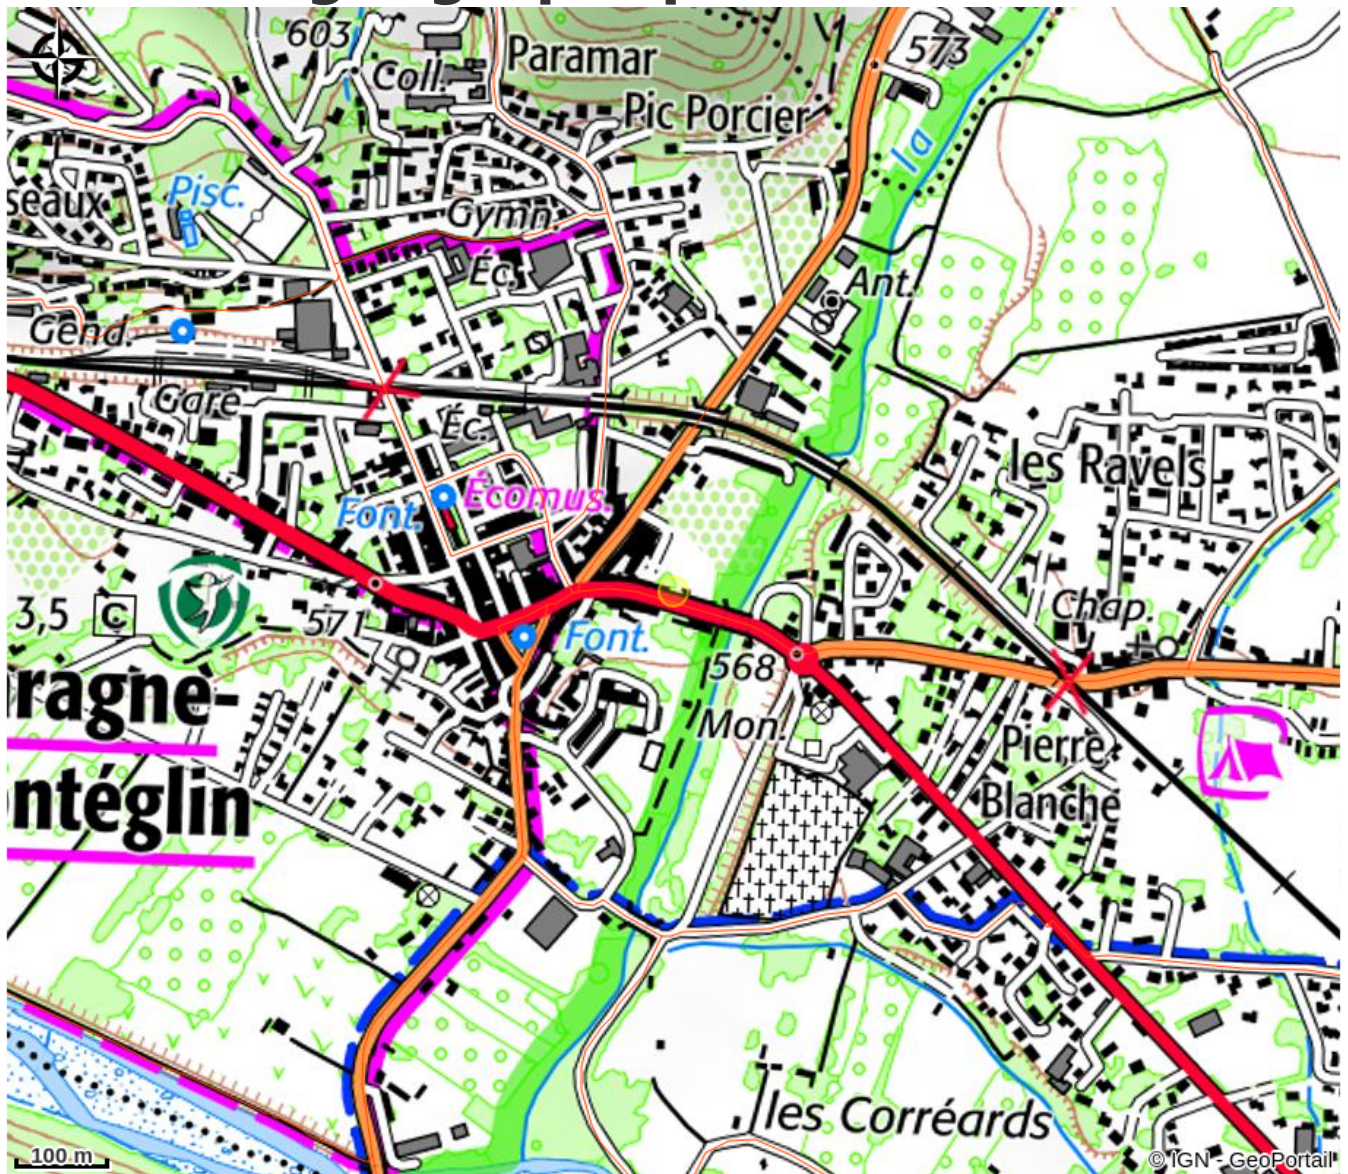 603
Coll.
Paramar
573
Pic Porcier
la
Pisc.
seaux
Gymn.
Éc.
Ant.
Gend.
Gare
Éc.
les Ravels
Écomus.
Font.
Chap.
3,5
C
571
Font.
568
ragne-
Mon.
Pierre
Blanche
ntéglin
les Corréards
100 m
© IGN - GeoPortail